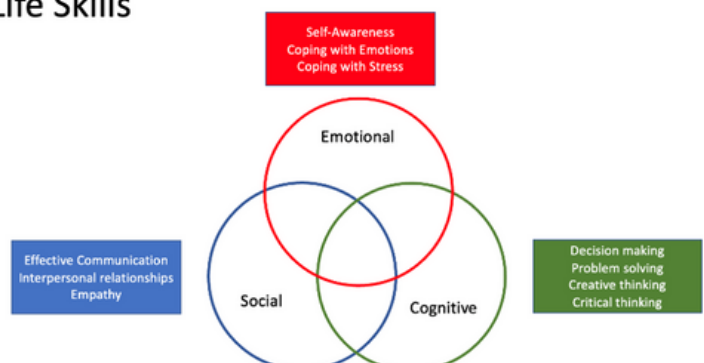 Life Skills
Self-Awareness
Coping with Emotions
Coping with Stress
Emotional
Effective Communication
Interpersonal relationships
Empathy
Social
Cognitive
Decision making
Problem solving
Creative thinking
Critical thinking